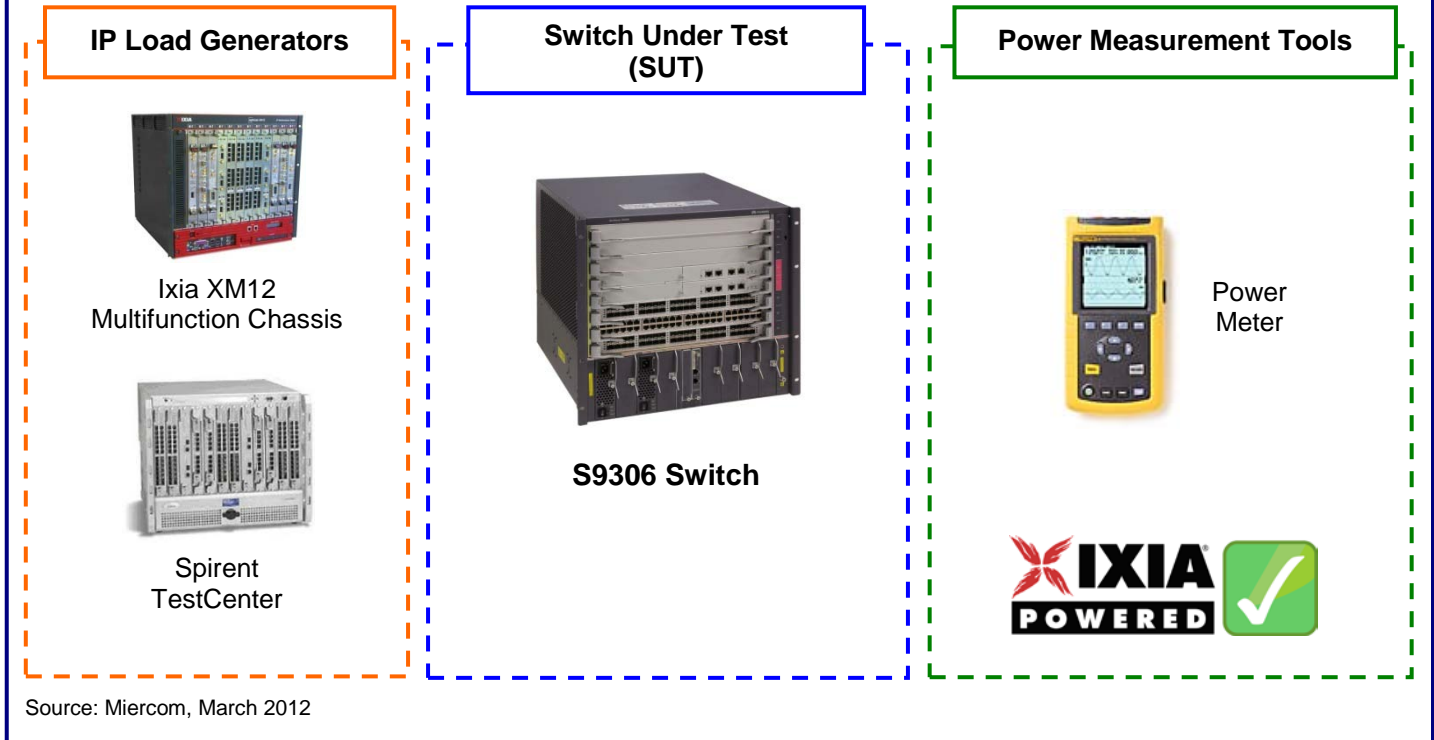 IP Load Generators
Switch Under Test
(SUT)
Power Measurement Tools
IXIA
Ixia XM12
Multifunction Chassis
Power
Meter
S9306 Switch
Spirent
TestCenter
IXIA®
POWERED
Source: Miercom, March 2012